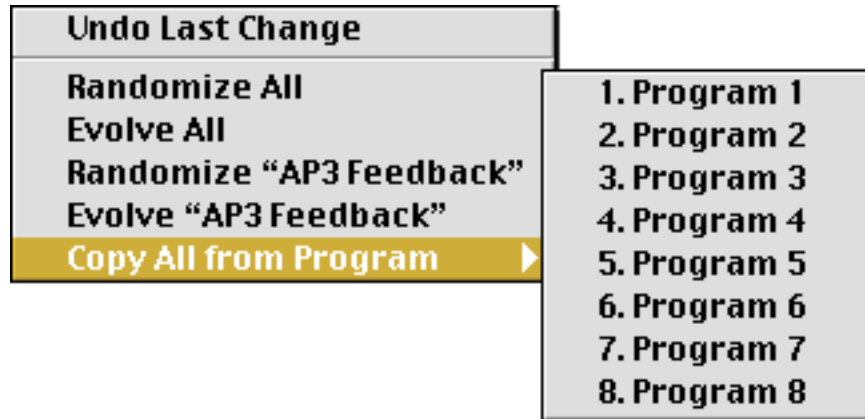 Undo Last Change
Randomize All
Evolve All
Randomize “AP3 Feedback”
Evolve “AP3 Feedback”
Copy All from Program
1. Program 1
2. Program 2
3. Program 3
4. Program 4
5. Program 5
6. Program 6
7. Program 7
8. Program 8